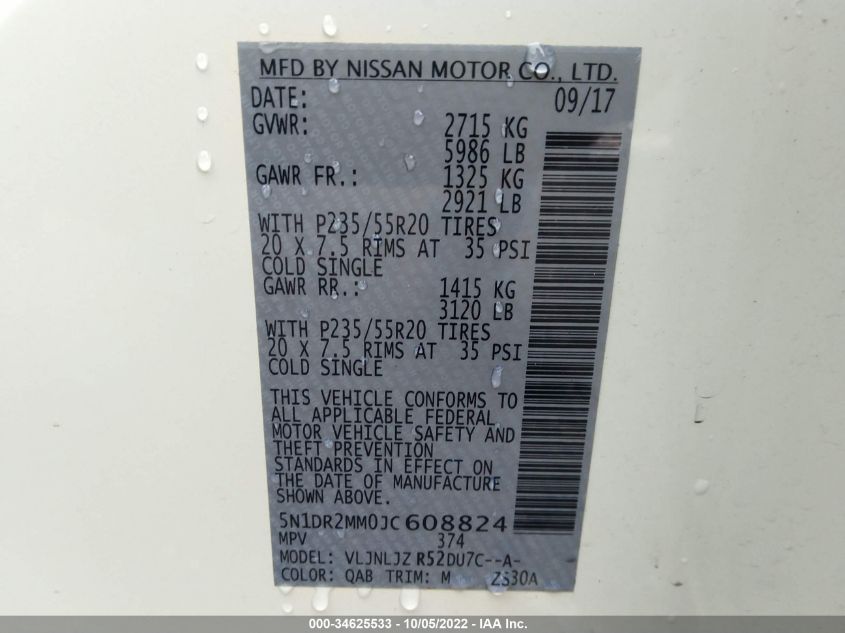 MFD BY NISSAN MOTOR CO., LTD.
DATE: 09/17
GVWR: 2715 KG
5986 LB
GAWR FR.: 1325 KG
2921 LB
WITH P235/55R20 TIRES
20 X 7.5 RIMS AT 35 PSI
COLD SINGLE
GAWR RR.: 1415 KG
3120 LB
WITH P235/55R20 TIRES
20 X 7.5 RIMS AT 35 PSI
COLD SINGLE
THIS VEHICLE CONFORMS TO
ALL APPLICABLE FEDERAL
MOTOR VEHICLE SAFETY AND
THEFT PREVENTION
STANDARDS IN EFFECT ON
THE DATE OF MANUFACTURE
SHOWN ABOVE.
5N1DR2MM0JC608824
MPV 374
MODEL: VLJNLJZ R52DU7C--A-
COLOR: QAB TRIM: M ZS30A
000-34625533 - 10/05/2022 - IAA Inc.